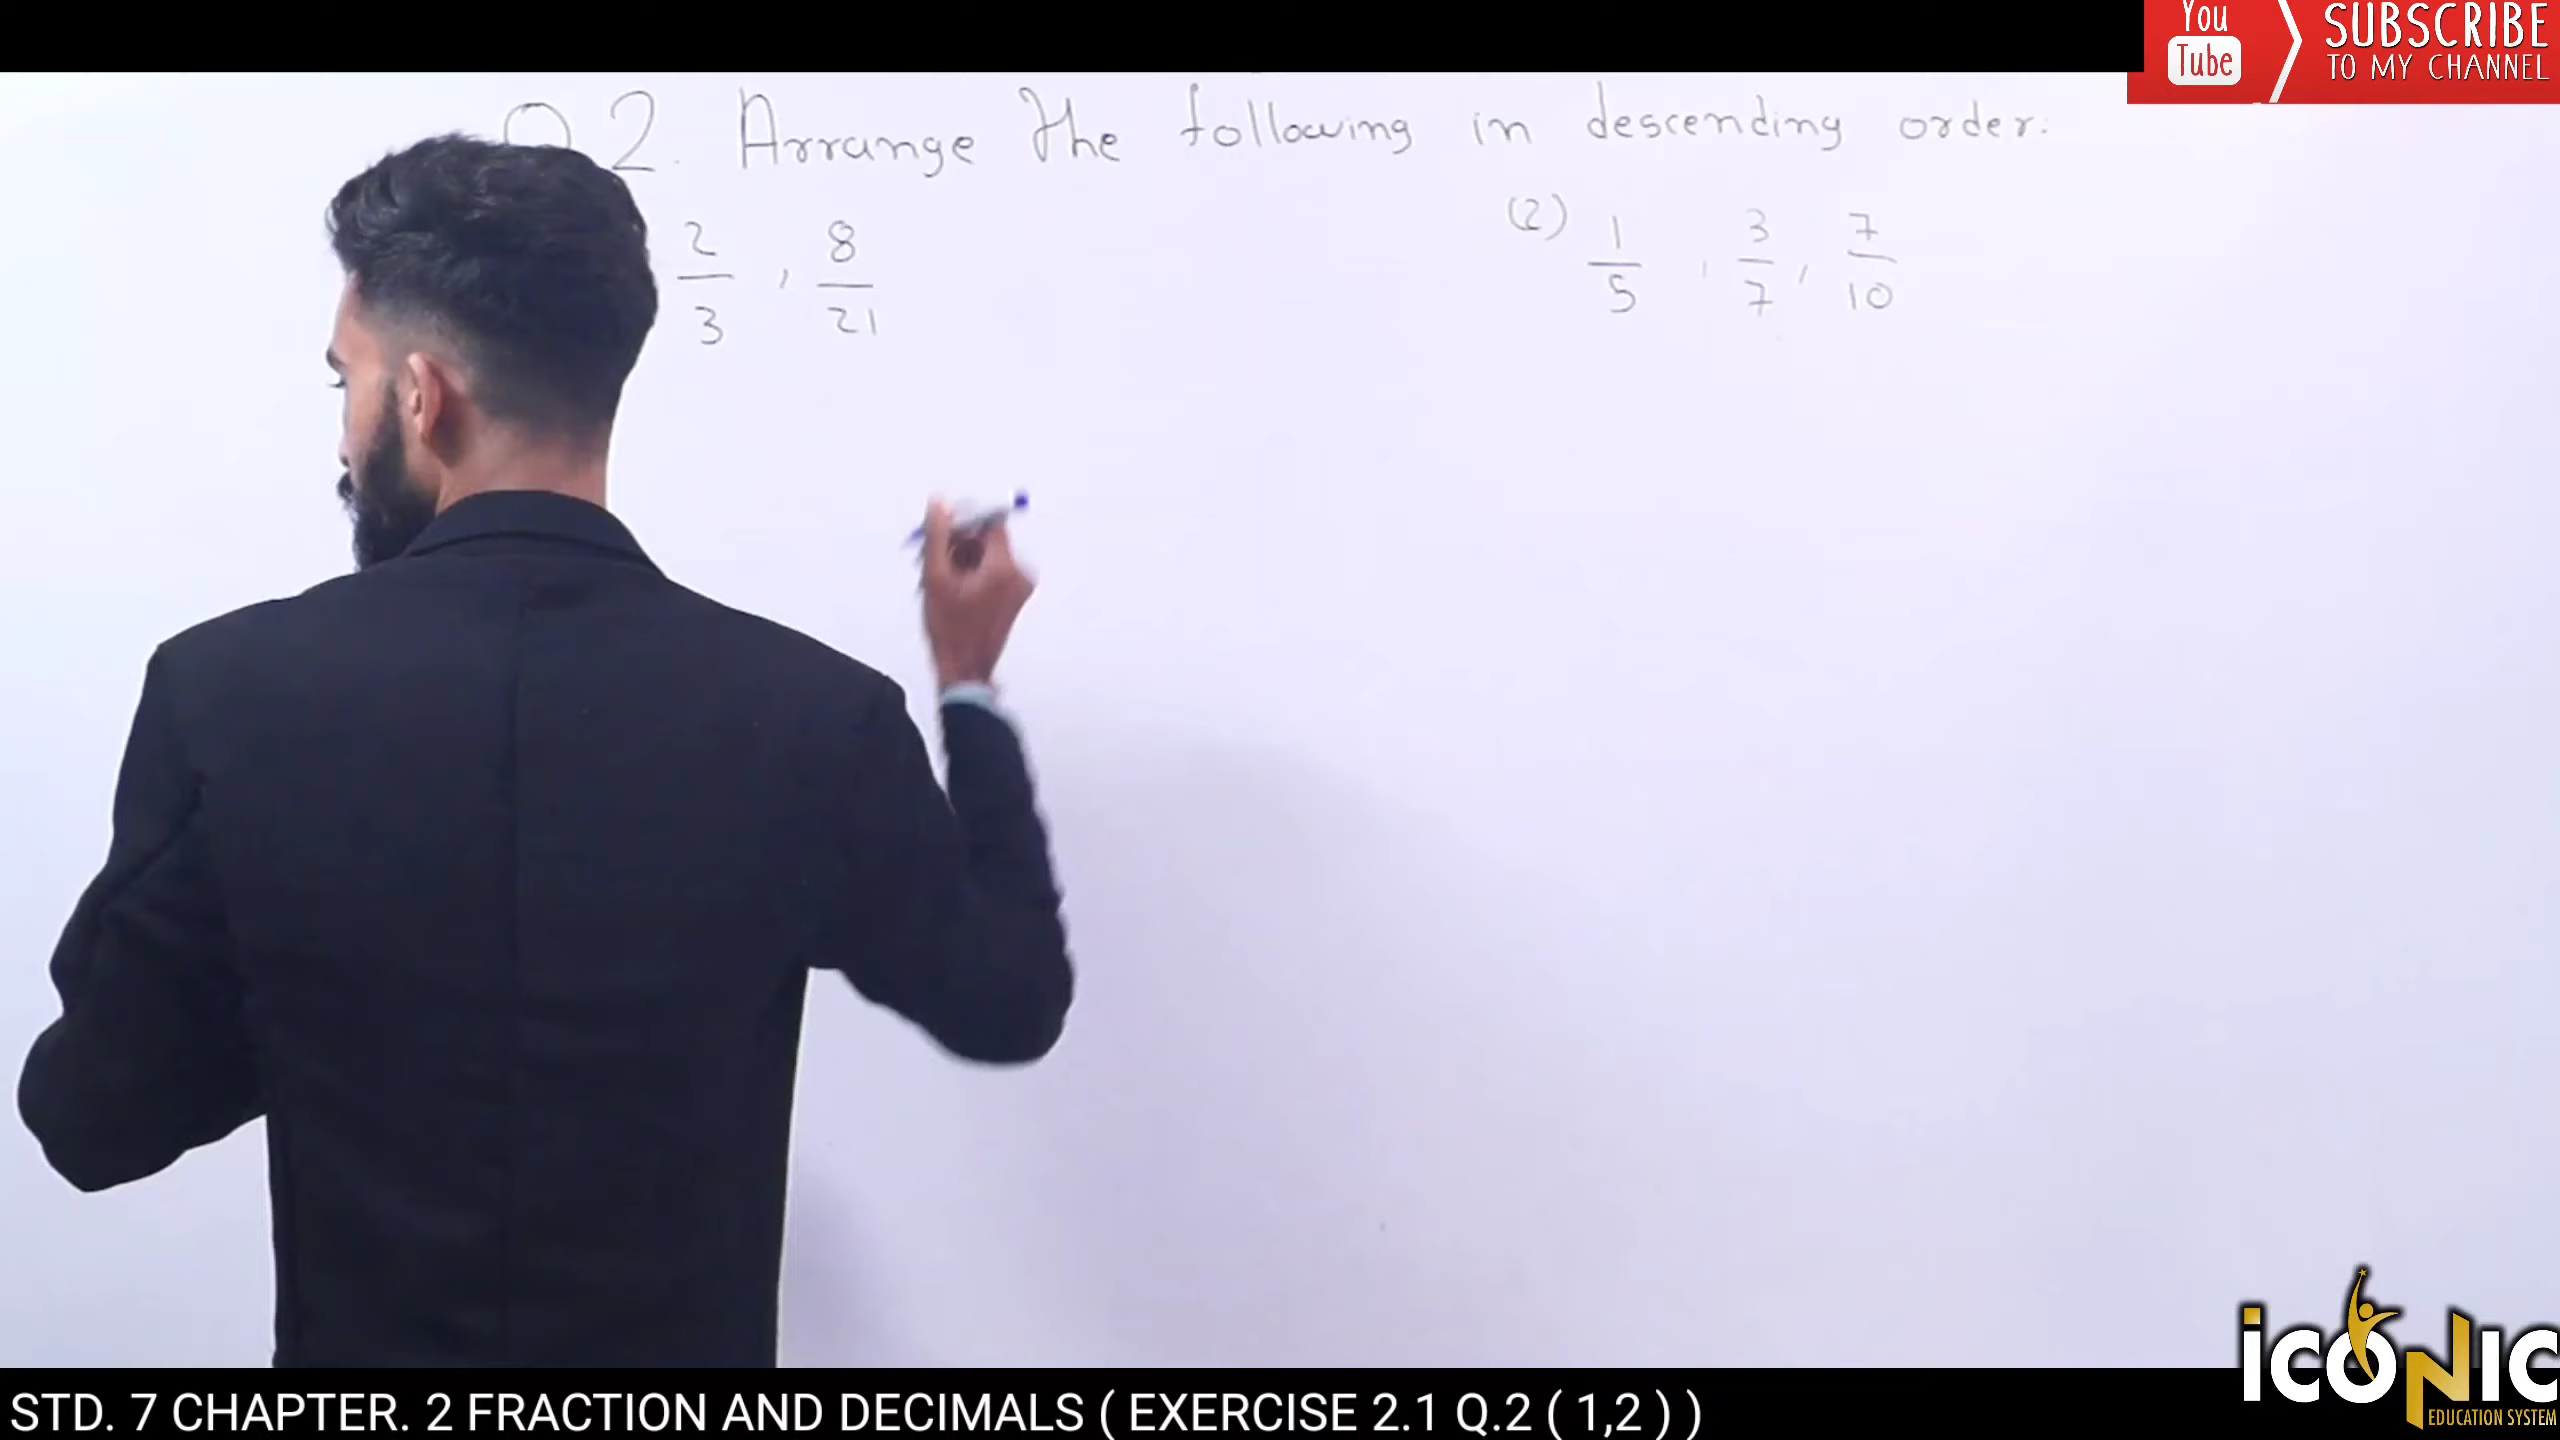 You
Tube
SUBSCRIBE
TO MY CHANNEL
Q 2. Arrange the following in descending order:
2/3 , 8/21
(2) 1/5 , 3/7 , 7/10
iCONIC
EDUCATION SYSTEM
STD. 7 CHAPTER. 2 FRACTION AND DECIMALS ( EXERCISE 2.1 Q.2 ( 1,2 ) )